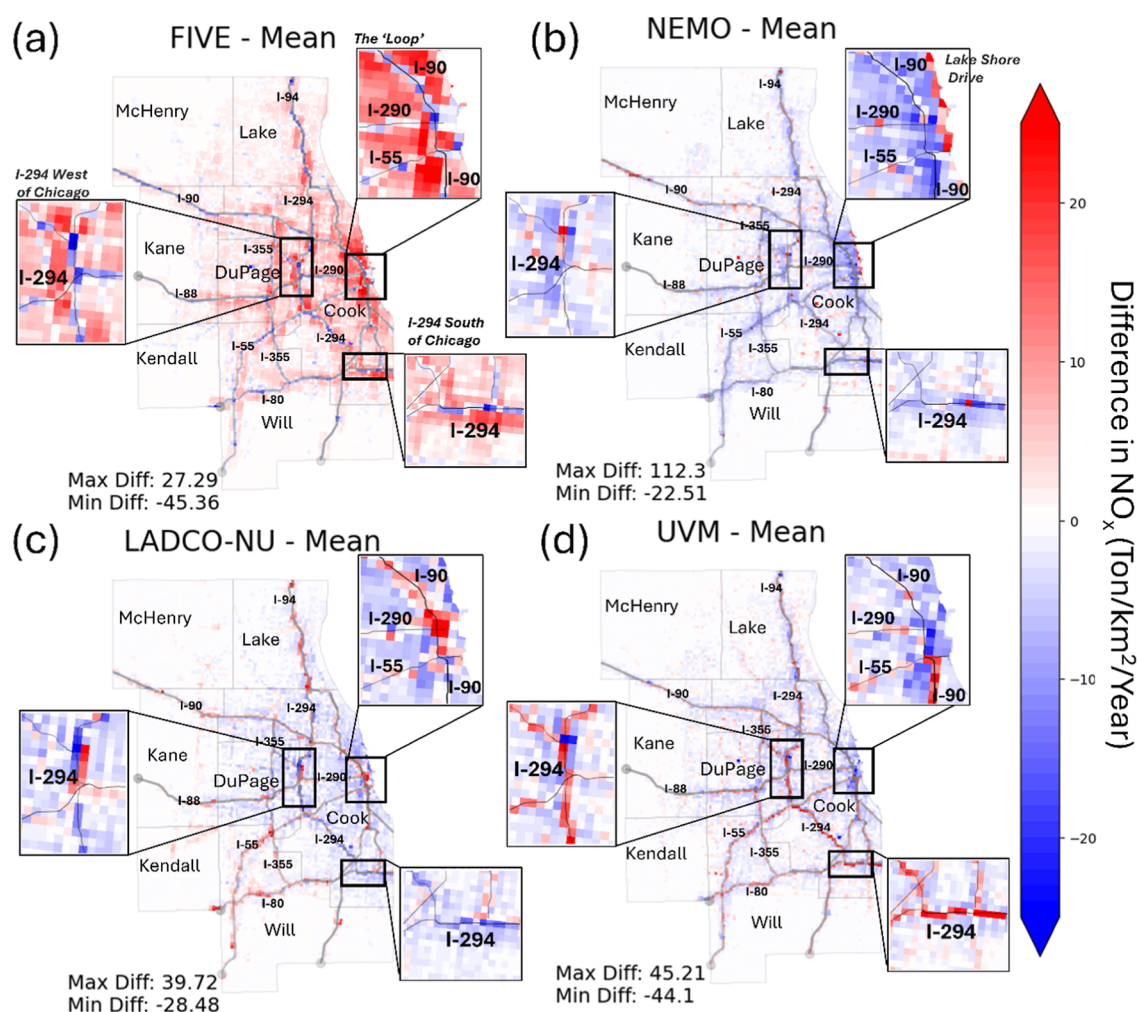 (a)
FIVE - Mean
The ‘Loop’
I-90
I-290
I-55
I-90
I-94
McHenry
Lake
I-294 West
of Chicago
I-294
I-90
I-294
Kane
I-355
DuPage
I-290
I-88
Cook
I-294
I-294 South
of Chicago
I-55
Kendall
I-355
I-80
I-294
Will
Max Diff: 27.29
Min Diff: -45.36
(b)
NEMO - Mean
I-90
Lake Shore
Drive
I-290
I-55
I-90
I-94
McHenry
Lake
I-90
I-294
I-355
I-294
Kane
DuPage
I-290
I-88
Cook
I-294
I-55
Kendall
I-355
I-80
I-294
Will
Max Diff: 112.3
Min Diff: -22.51
(c)
LADCO-NU - Mean
I-90
I-290
I-55
I-90
I-94
McHenry
Lake
I-90
I-294
I-355
I-294
Kane
DuPage
I-290
I-88
Cook
I-294
I-55
Kendall
I-355
I-80
I-294
Will
Max Diff: 39.72
Min Diff: -28.48
(d)
UVM - Mean
I-90
I-290
I-55
I-90
I-94
McHenry
Lake
I-90
I-294
I-355
I-294
Kane
DuPage
I-290
I-88
Cook
I-294
I-55
Kendall
I-355
I-80
I-294
Will
Max Diff: 45.21
Min Diff: -44.1
20
10
0
−10
−20
Difference in NOx (Ton/km²/Year)